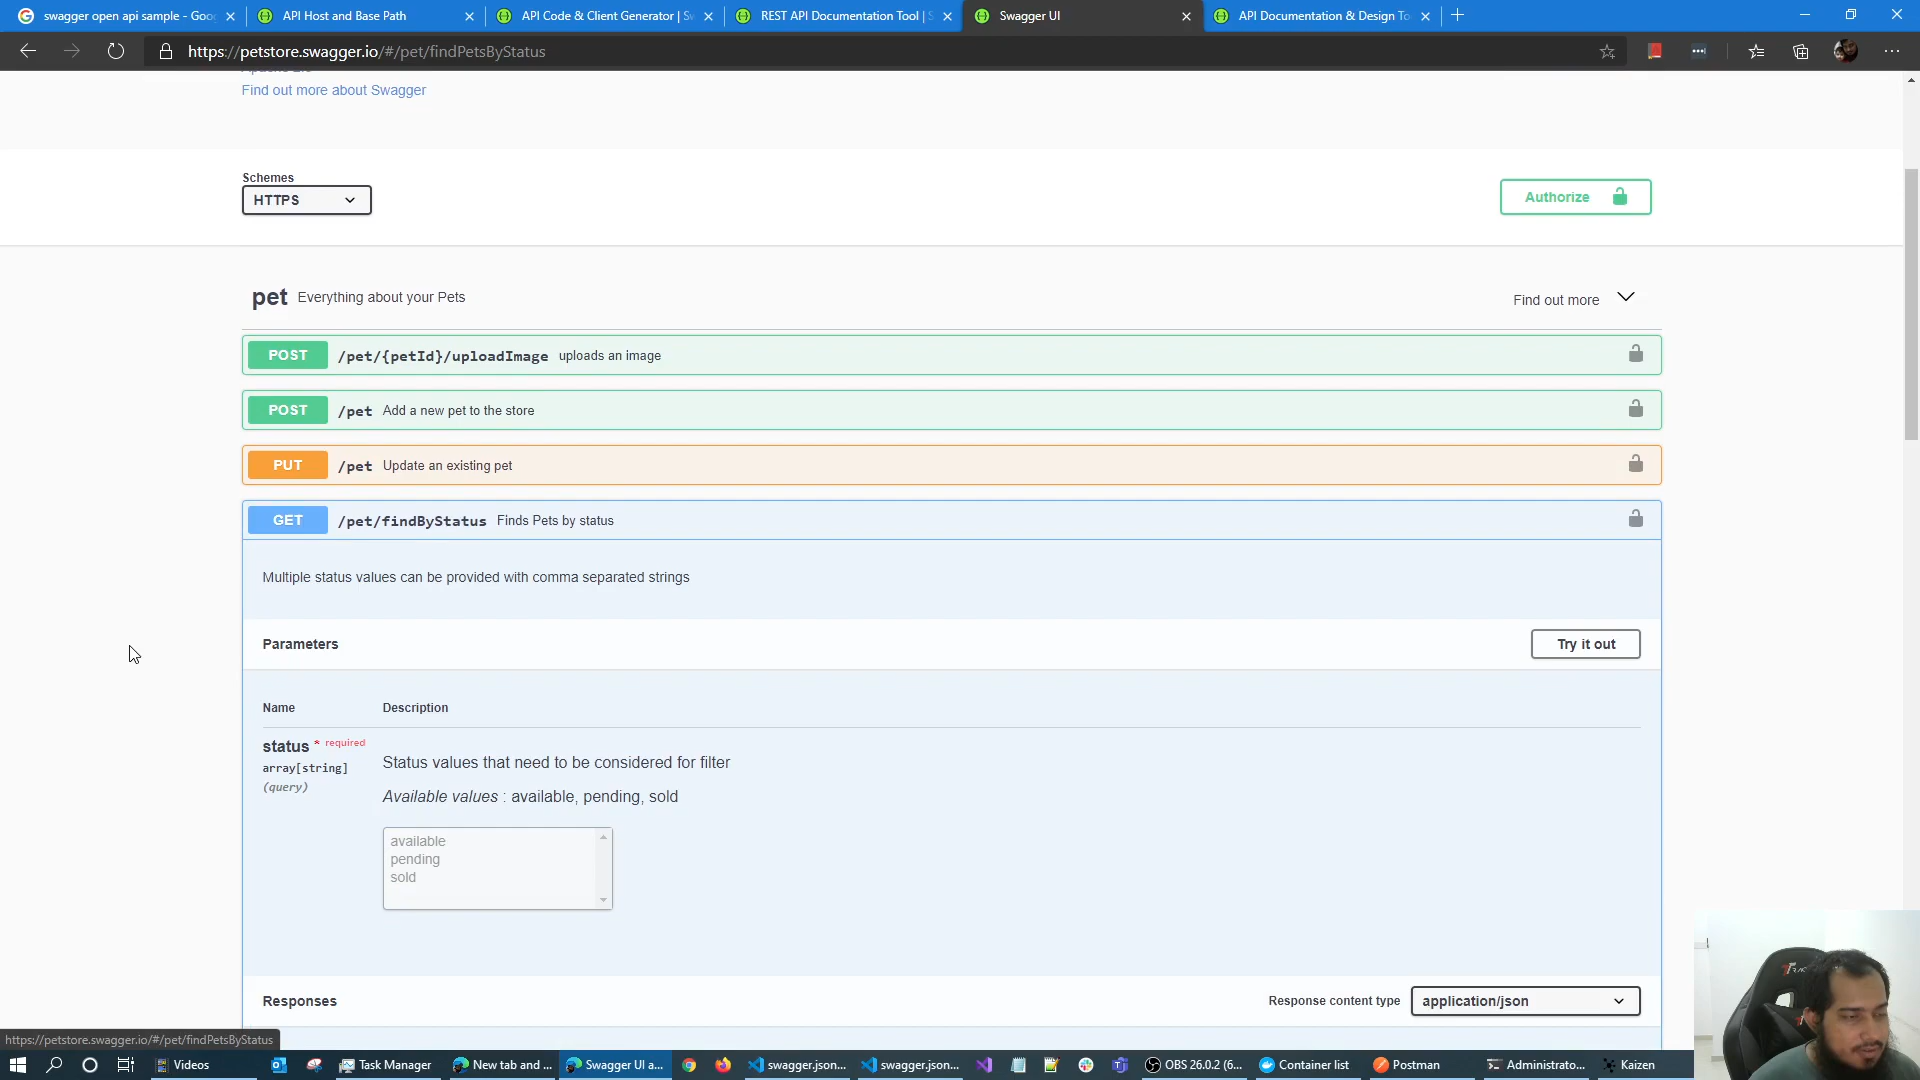 swagger open api sample - Goo
API Host and Base Path
API Code & Client Generator | Sw
REST API Documentation Tool | S
Swagger UI
API Documentation & Design To
https://petstore.swagger.io/#/pet/findPetsByStatus
Find out more about Swagger
Schemes
HTTPS
Authorize
pet Everything about your Pets
Find out more
POST /pet/{petId}/uploadImage uploads an image
POST /pet Add a new pet to the store
PUT /pet Update an existing pet
GET /pet/findByStatus Finds Pets by status
Multiple status values can be provided with comma separated strings
Parameters
Try it out
Name Description
status * required
array[string]
(query)
Status values that need to be considered for filter
Available values : available, pending, sold
available
pending
sold
Responses
Response content type
application/json
https://petstore.swagger.io/#/pet/findPetsByStatus
Videos
Task Manager
New tab and ...
Swagger UI a...
swagger.json...
swagger.json...
OBS 26.0.2 (6...
Container list
Postman
Administrato...
Kaizen